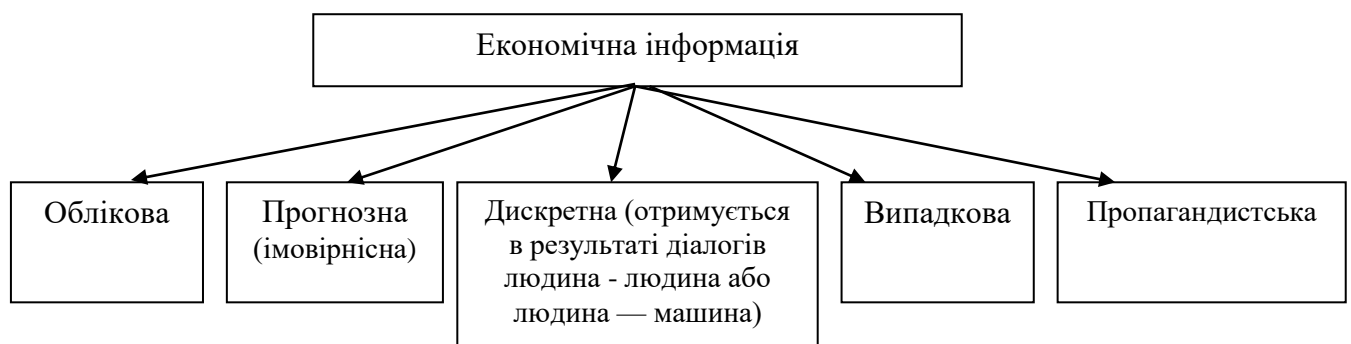 Економічна інформація
Облікова
Прогнозна
(імовірнісна)
Дискретна (отримується
в результаті діалогів
людина - людина або
людина — машина)
Випадкова
Пропагандистська